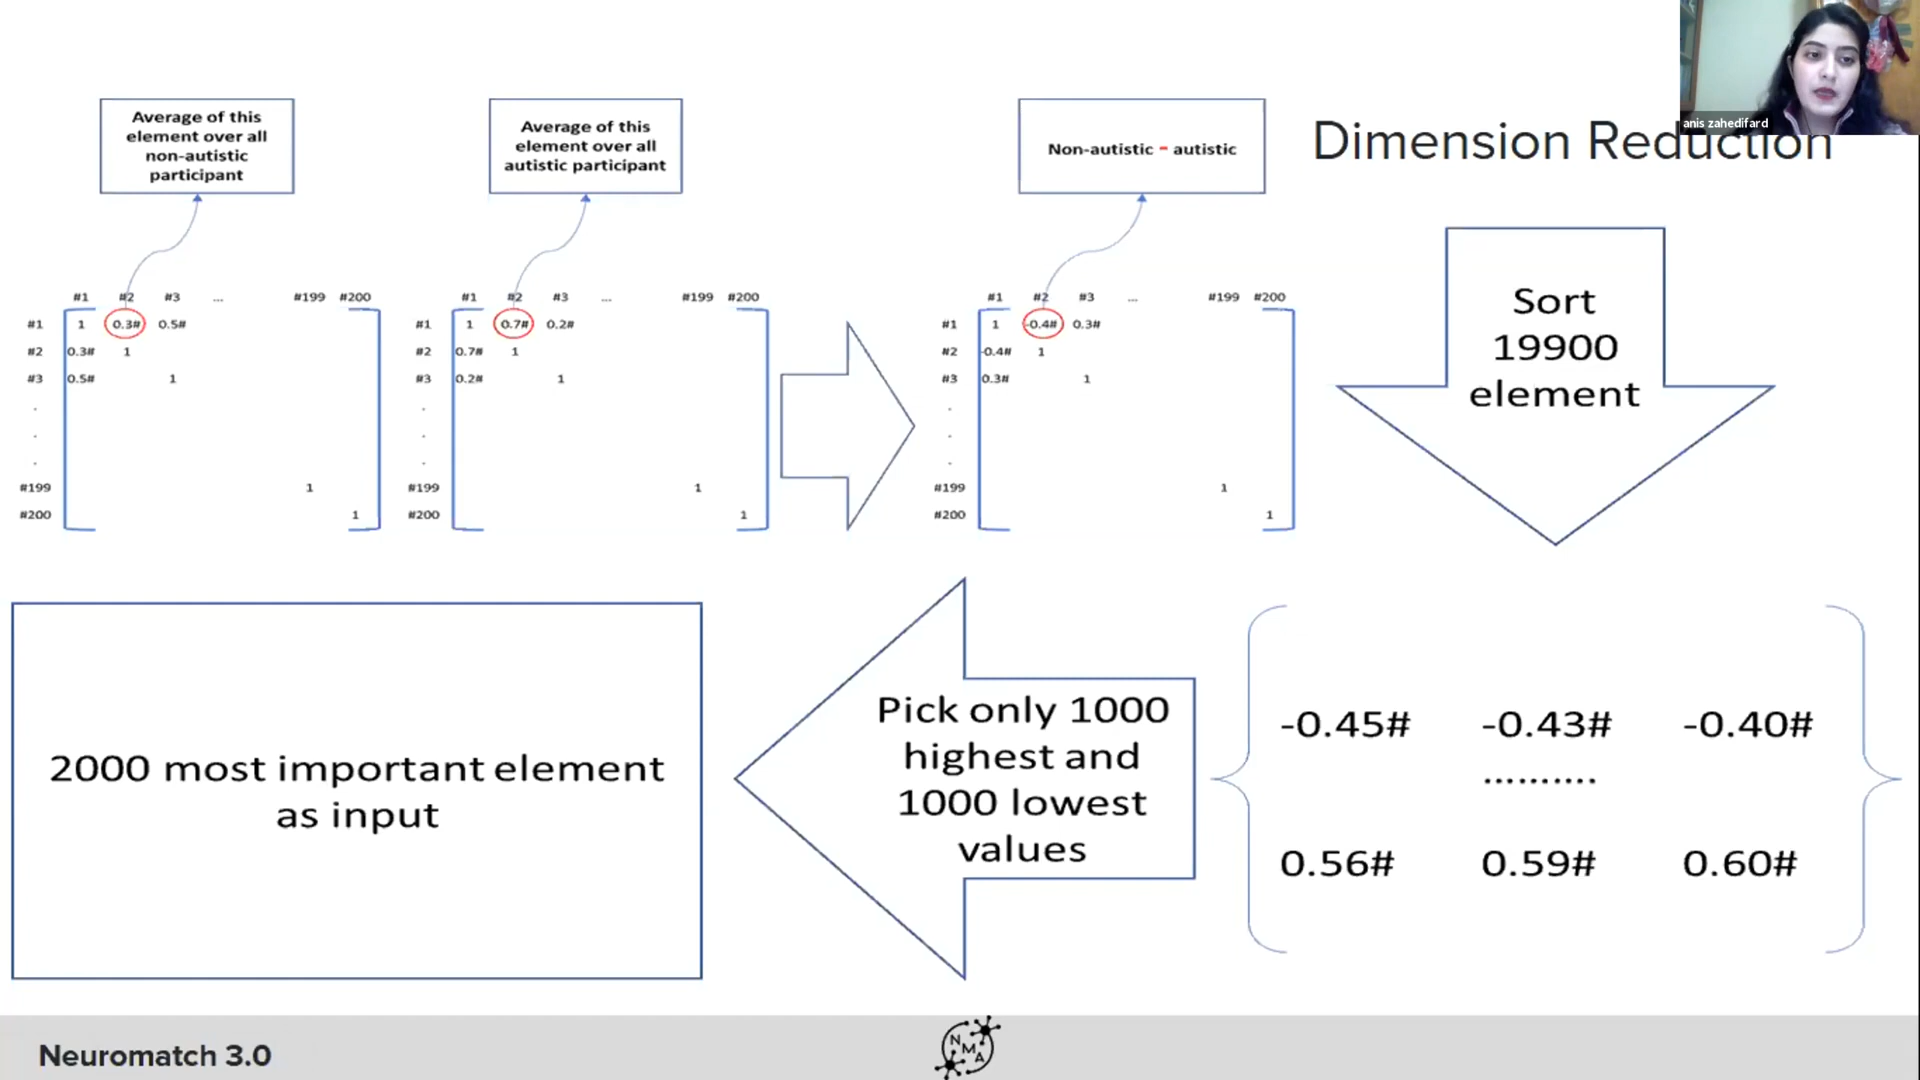 anis zahedifard
Dimension Reduction
Average of this
element over all
non-autistic
participant
Average of this
element over all
autistic participant
Non-autistic - autistic
#1 #2 #3 ... #199 #200
#1 1 0.3# 0.5#
#2 0.3# 1
#3 0.5# 1
.
.
.
#199 1
#200 1
#1 #2 #3 ... #199 #200
#1 1 0.7# 0.2#
#2 0.7# 1
#3 0.2# 1
.
.
.
#199 1
#200 1
#1 #2 #3 ... #199 #200
#1 1 -0.4# 0.3#
#2 -0.4# 1
#3 0.3# 1
.
.
.
#199 1
#200 1
Sort
19900
element
-0.45# -0.43# -0.40#
..........
0.56# 0.59# 0.60#
Pick only 1000
highest and
1000 lowest
values
2000 most important element
as input
Neuromatch 3.0
N
M
A